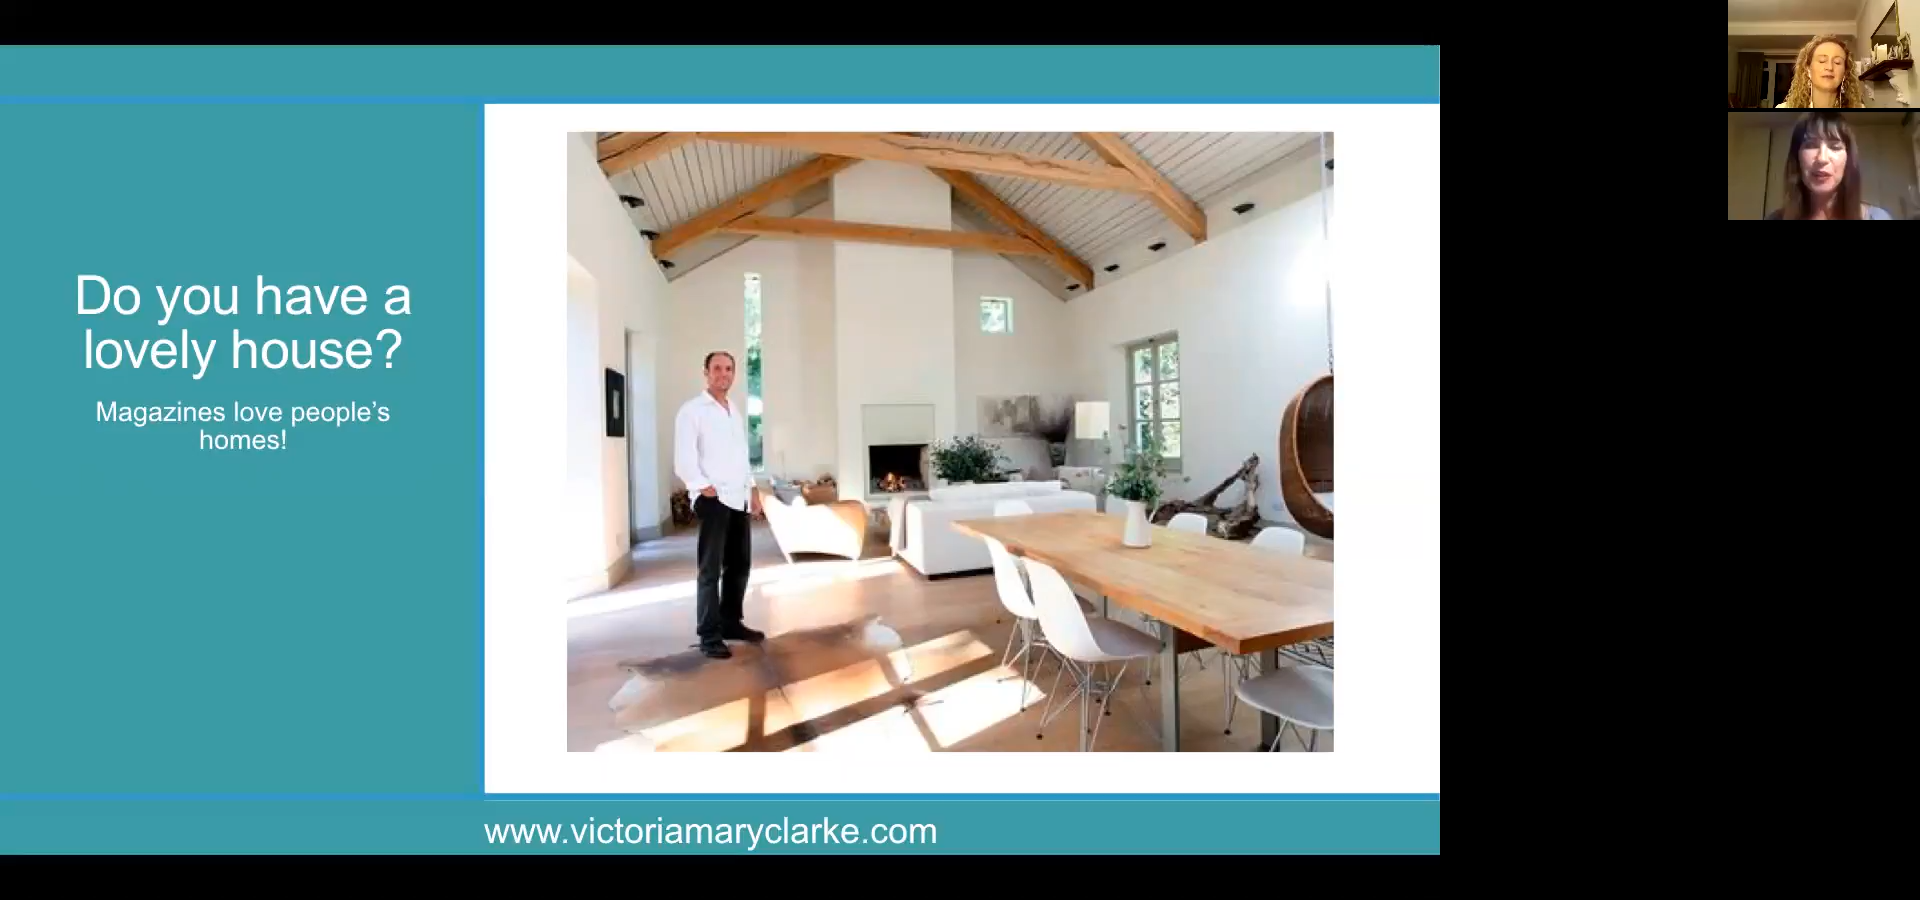 Do you have a
lovely house?
Magazines love people’s
homes!
www.victoriamaryclarke.com